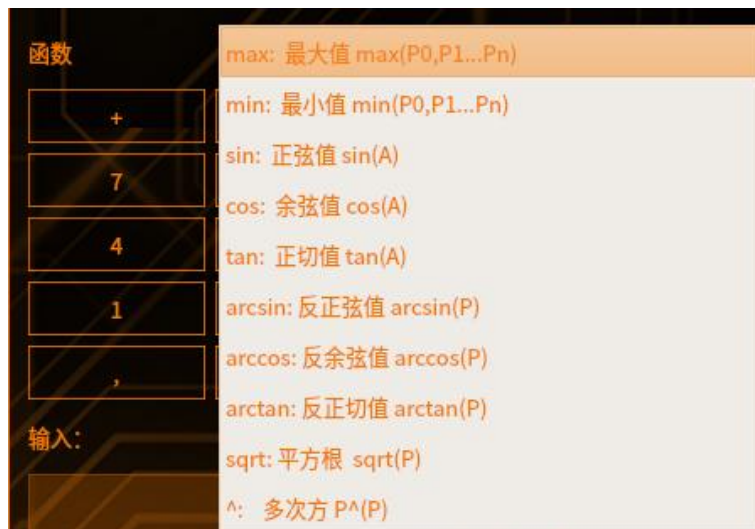 函数
max: 最大值 max(P0,P1...Pn)
+
min: 最小值 min(P0,P1...Pn)
sin: 正弦值 sin(A)
7
cos: 余弦值 cos(A)
4
tan: 正切值 tan(A)
1
arcsin: 反正弦值 arcsin(P)
,
arccos: 反余弦值 arccos(P)
arctan: 反正切值 arctan(P)
输入:
sqrt: 平方根 sqrt(P)
^: 多次方 P^(P)